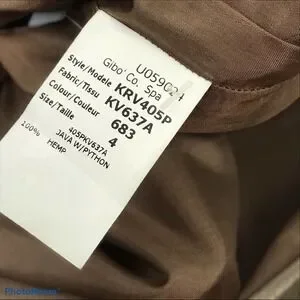 U059024
Gibo' Co. Spa
Style/Modele KRV405P
Fabric/Tissu KV637A
Colour/Couleur 683
Size/Taille 4
405PKV637A
JAVA W/PYTHON
100% HEMP